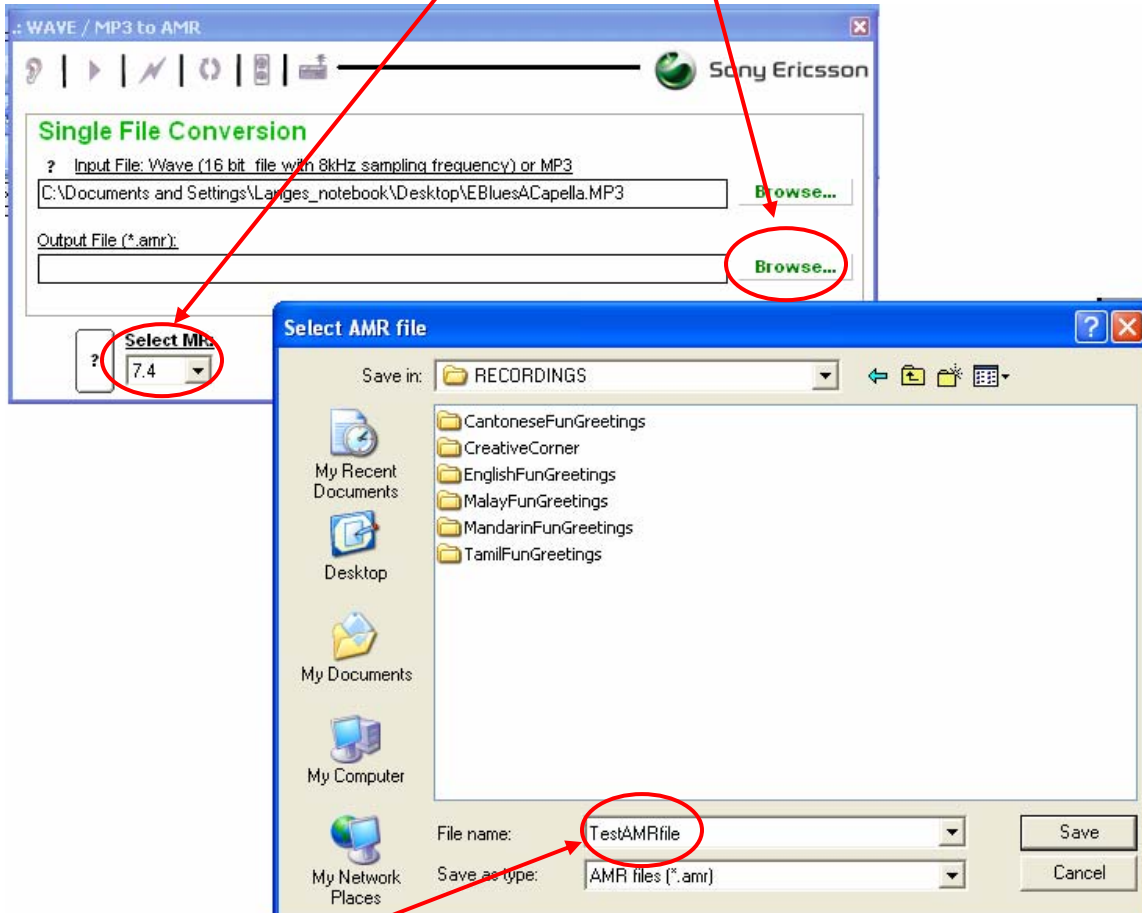 .: WAVE / MP3 to AMR
Sony Ericsson
Single File Conversion
? Input File: Wave (16 bit file with 8kHz sampling frequency) or MP3
C:\Documents and Settings\Langes_notebook\Desktop\EBluesACapella.MP3
Browse...
Output File (*.amr):
Browse...
?
Select MR:
7.4
Select AMR file
Save in:
RECORDINGS
My Recent
Documents
Desktop
My Documents
My Computer
My Network
Places
CantoneseFunGreetings
CreativeCorner
EnglishFunGreetings
MalayFunGreetings
MandarinFunGreetings
TamilFunGreetings
File name:
TestAMRfile
Save
Save as type:
AMR files (*.amr)
Cancel